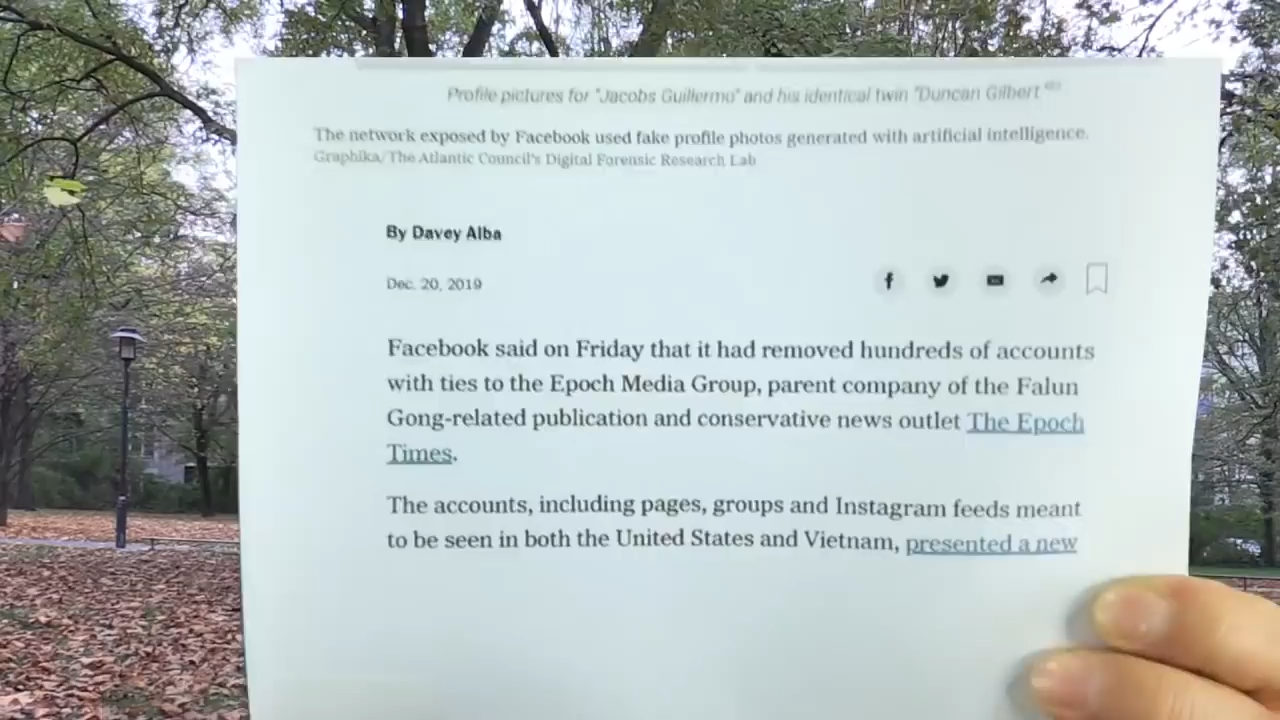 Profile pictures for "Jacobs Guillermo" and his identical twin "Duncan Gilbert
The network exposed by Facebook used fake profile photos generated with artificial intelligence.
Graphika/The Atlantic Council's Digital Forensic Research Lab
By Davey Alba
Dec. 20, 2019
Facebook said on Friday that it had removed hundreds of accounts
with ties to the Epoch Media Group, parent company of the Falun
Gong-related publication and conservative news outlet The Epoch
Times.
The accounts, including pages, groups and Instagram feeds meant
to be seen in both the United States and Vietnam, presented a new